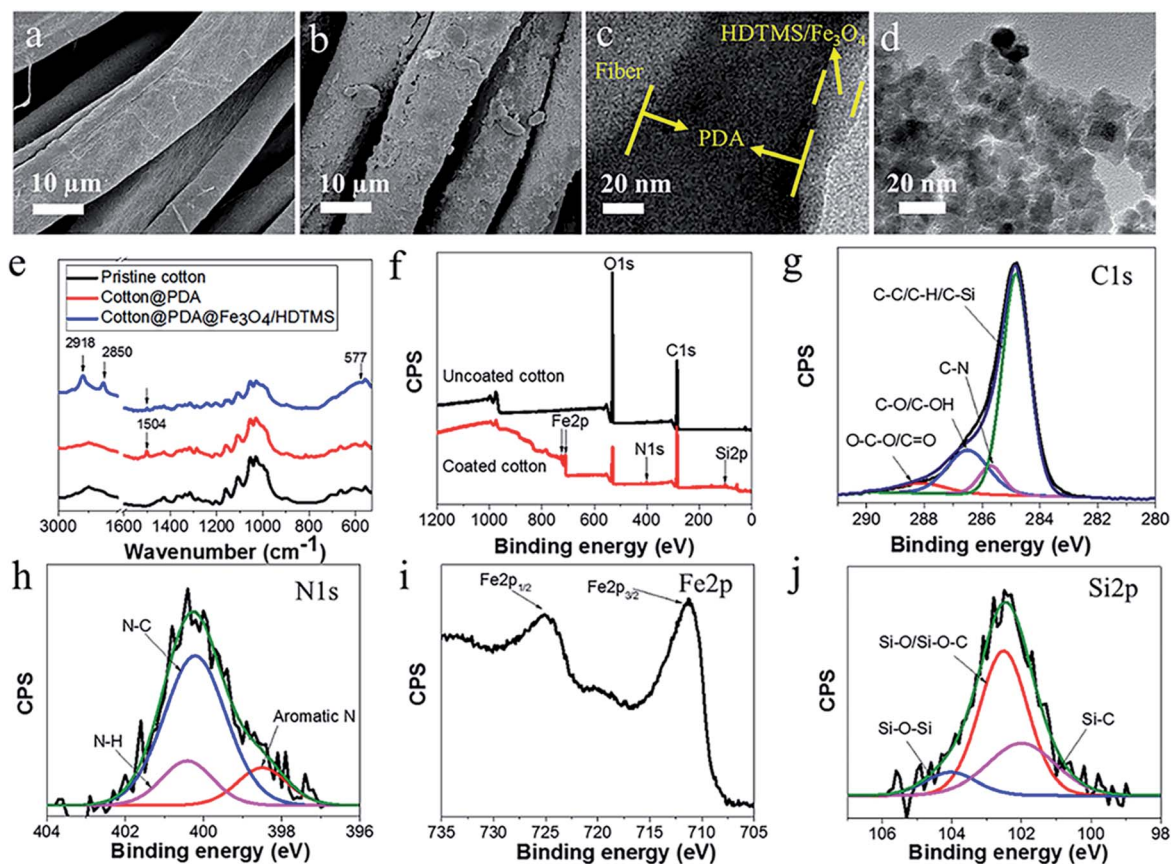 a
10 µm
b
10 µm
c
HDTMS/Fe₃O₄
Fiber
PDA
20 nm
d
20 nm
e
Pristine cotton
Cotton@PDA
Cotton@PDA@Fe₃O₄/HDTMS
2918
2850
577
1504
3000 1600 1400 1200 1000 800 600
Wavenumber (cm⁻¹)
f
CPS
O1s
C1s
Uncoated cotton
Fe2p
N1s
Si2p
Coated cotton
1200 1000 800 600 400 200 0
Binding energy (eV)
g
C1s
CPS
C-C/C-H/C-Si
C-N
C-O/C-OH
O-C-O/C=O
290 288 286 284 282 280
Binding energy (eV)
h
N1s
CPS
N-C
N-H
Aromatic N
404 402 400 398 396
Binding energy (eV)
i
Fe2p
CPS
Fe2p₁/₂
Fe2p₃/₂
735 730 725 720 715 710 705
Binding energy (eV)
j
Si2p
CPS
Si-O/Si-O-C
Si-O-Si
Si-C
106 104 102 100 98
Binding energy (eV)